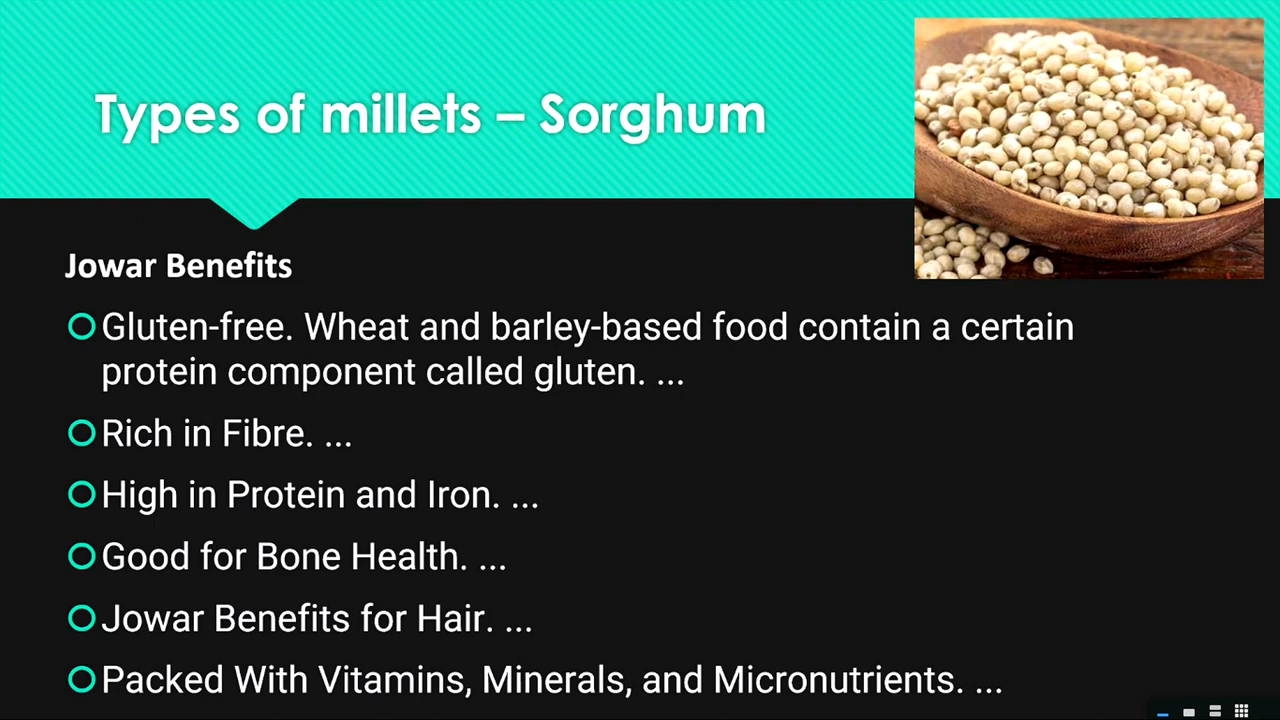 Types of millets – Sorghum
Jowar Benefits
Gluten-free. Wheat and barley-based food contain a certain
protein component called gluten. ...
Rich in Fibre. ...
High in Protein and Iron. ...
Good for Bone Health. ...
Jowar Benefits for Hair. ...
Packed With Vitamins, Minerals, and Micronutrients. ...